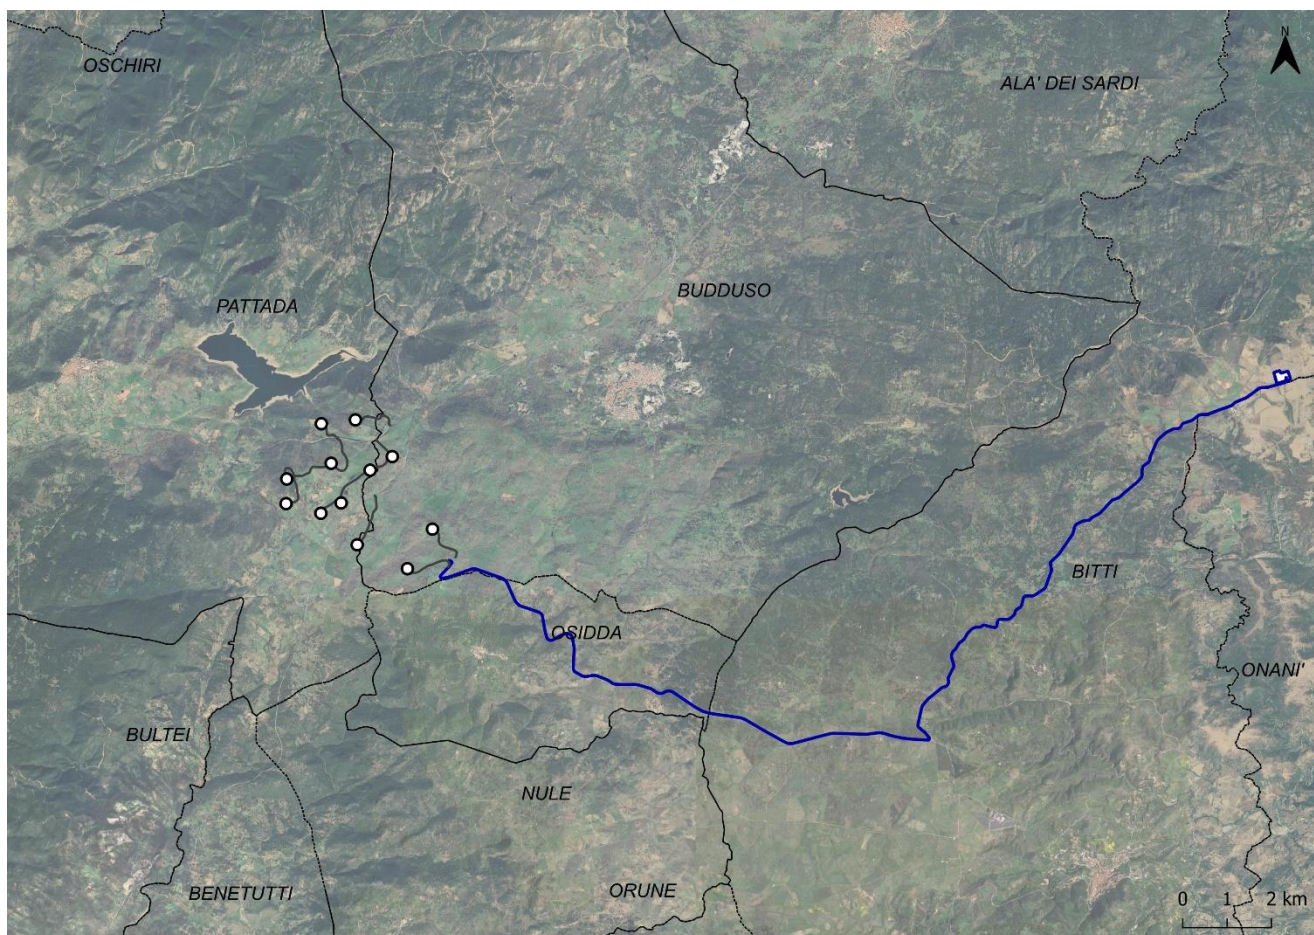 N
OSCHIRI
ALA' DEI SARDI
BUDDUSO
PATTADA
BITTI
OSIDDA
ONANI'
BULTEI
NULE
BENETUTTI
ORUNE
0 1 2 km